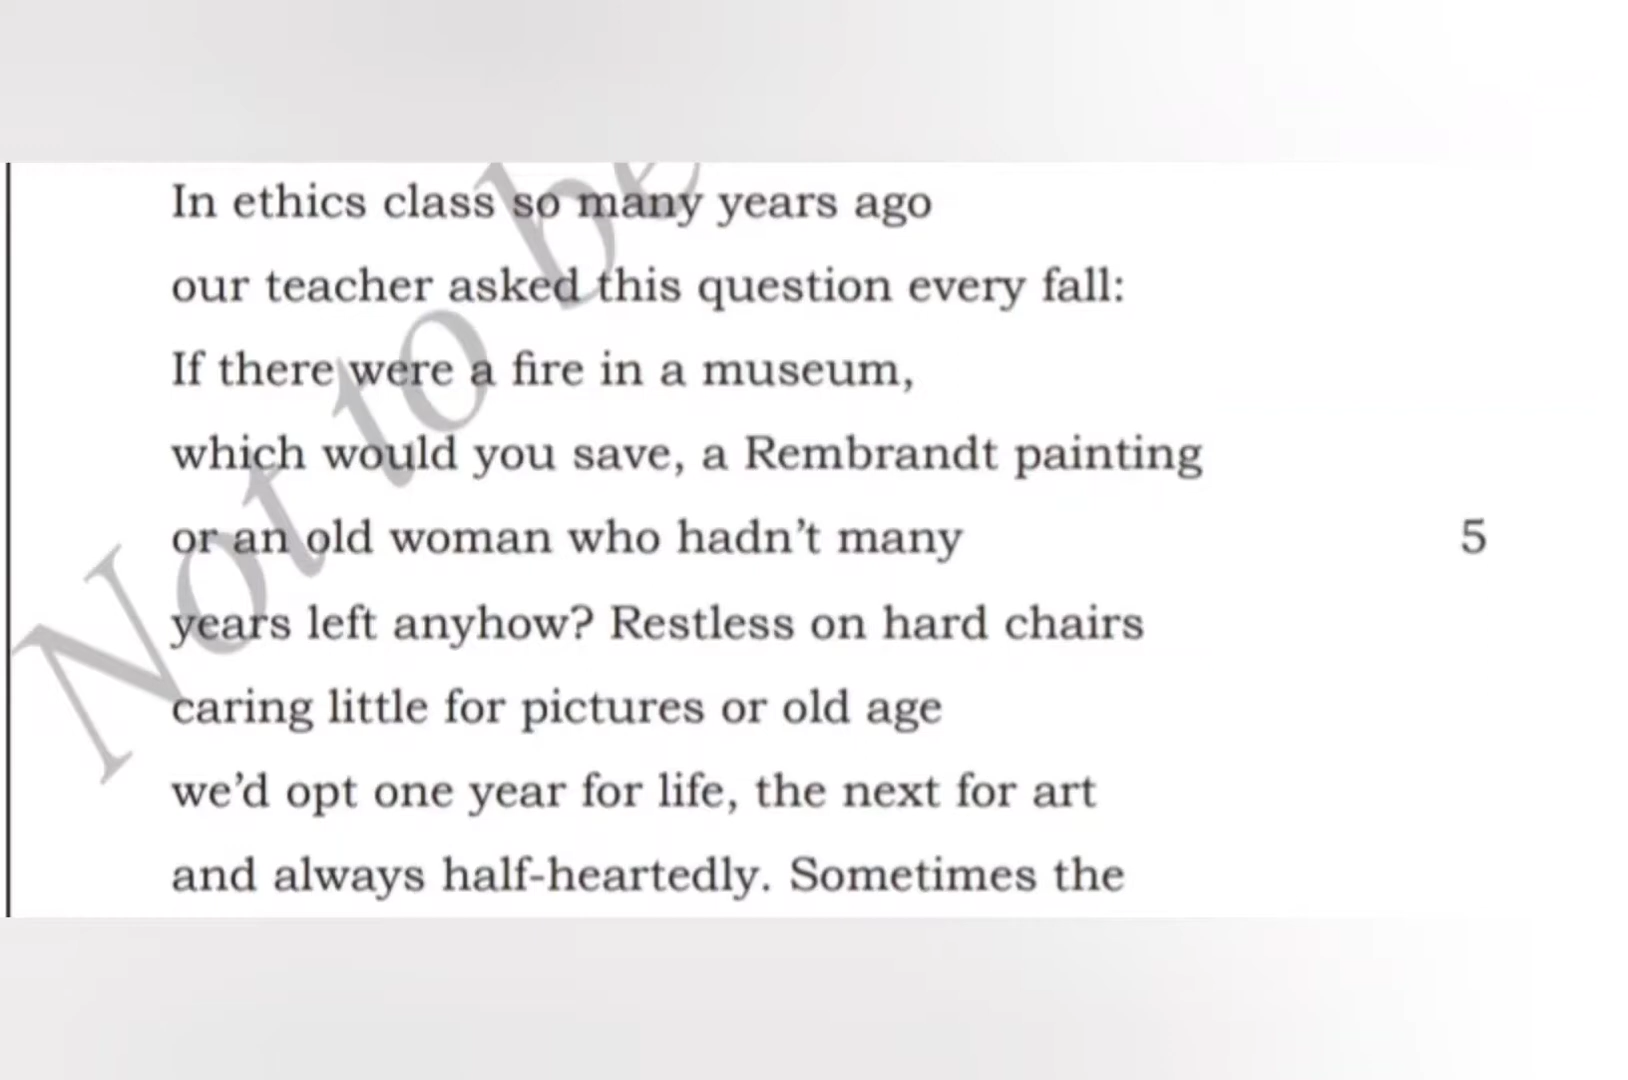 In ethics class so many years ago
our teacher asked this question every fall:
If there were a fire in a museum,
which would you save, a Rembrandt painting
or an old woman who hadn’t many
5
years left anyhow? Restless on hard chairs
caring little for pictures or old age
we’d opt one year for life, the next for art
and always half-heartedly. Sometimes the
Not to be